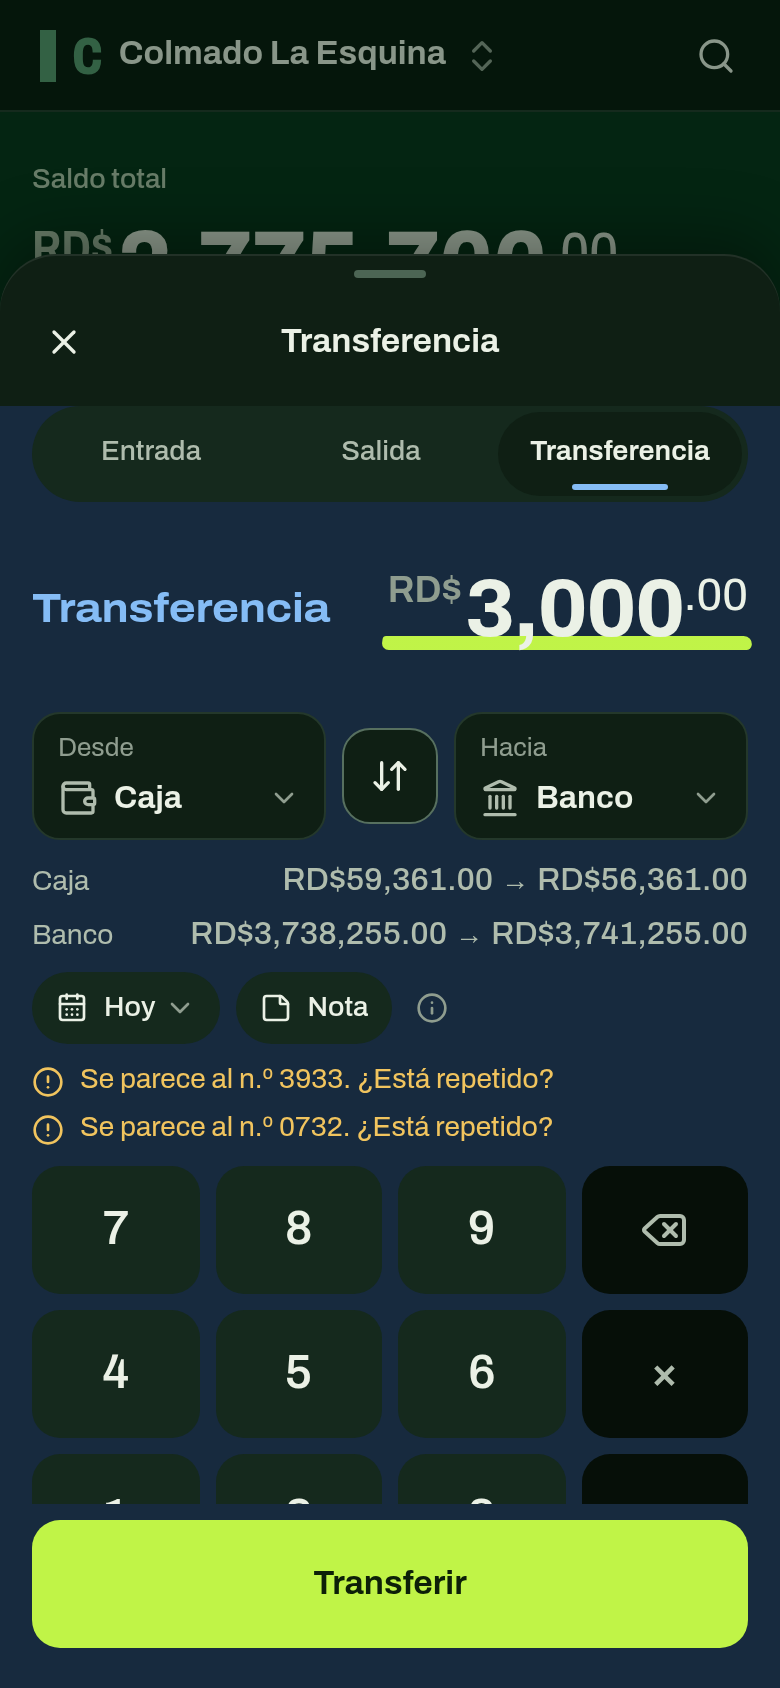 C Colmado La Esquina
Saldo total
RD$
.00
Transferencia
Entrada Salida Transferencia
Transferencia RD$3,000.00
Desde Hacia
Caja Banco
Caja RD$59,361.00 → RD$56,361.00
Banco RD$3,738,255.00 → RD$3,741,255.00
Hoy Nota
Se parece al n.º 3933. ¿Está repetido?
Se parece al n.º 0732. ¿Está repetido?
7 8 9
4 5 6 ×
Transferir